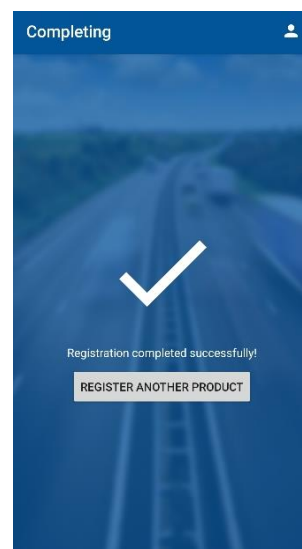 Completing
Registration completed successfully!
REGISTER ANOTHER PRODUCT